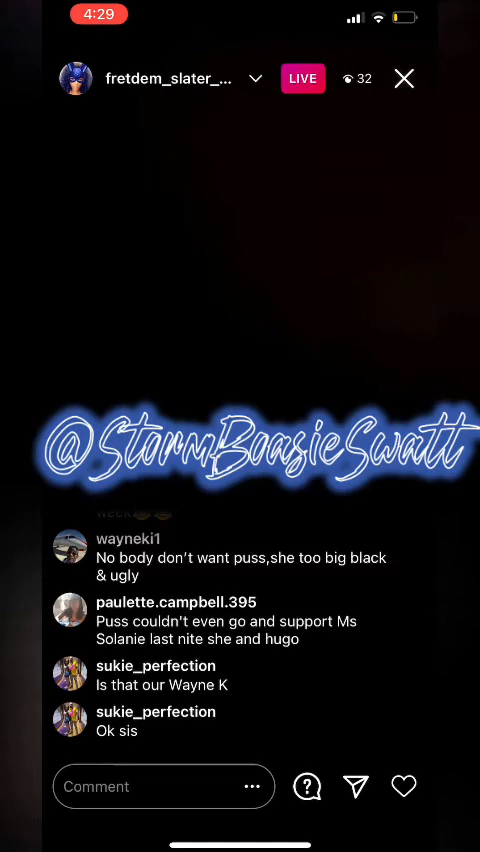 4:29
fretdem_slater_...
LIVE
32
@StormBoasieSwatt
week
wayneki1
No body don't want puss,she too big black
& ugly
paulette.campbell.395
Puss couldn't even go and support Ms
Solanie last nite she and hugo
sukie_perfection
Is that our Wayne K
sukie_perfection
Ok sis
Comment